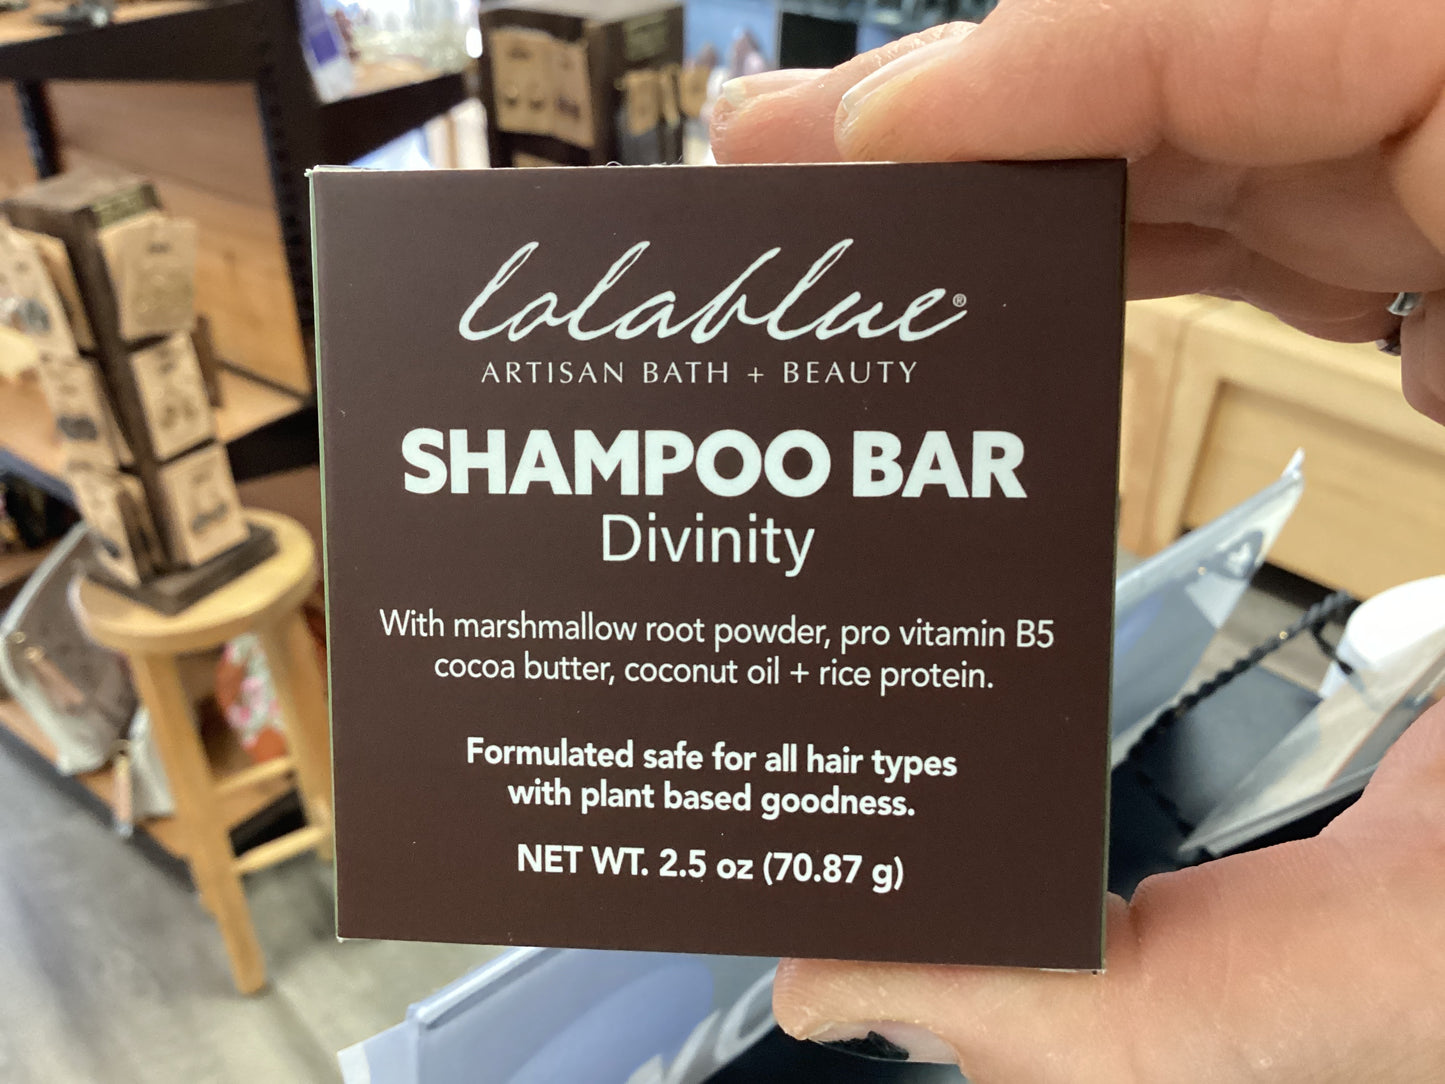 lolablue®
ARTISAN BATH + BEAUTY
SHAMPOO BAR
Divinity
With marshmallow root powder, pro vitamin B5
cocoa butter, coconut oil + rice protein.
Formulated safe for all hair types
with plant based goodness.
NET WT. 2.5 oz (70.87 g)